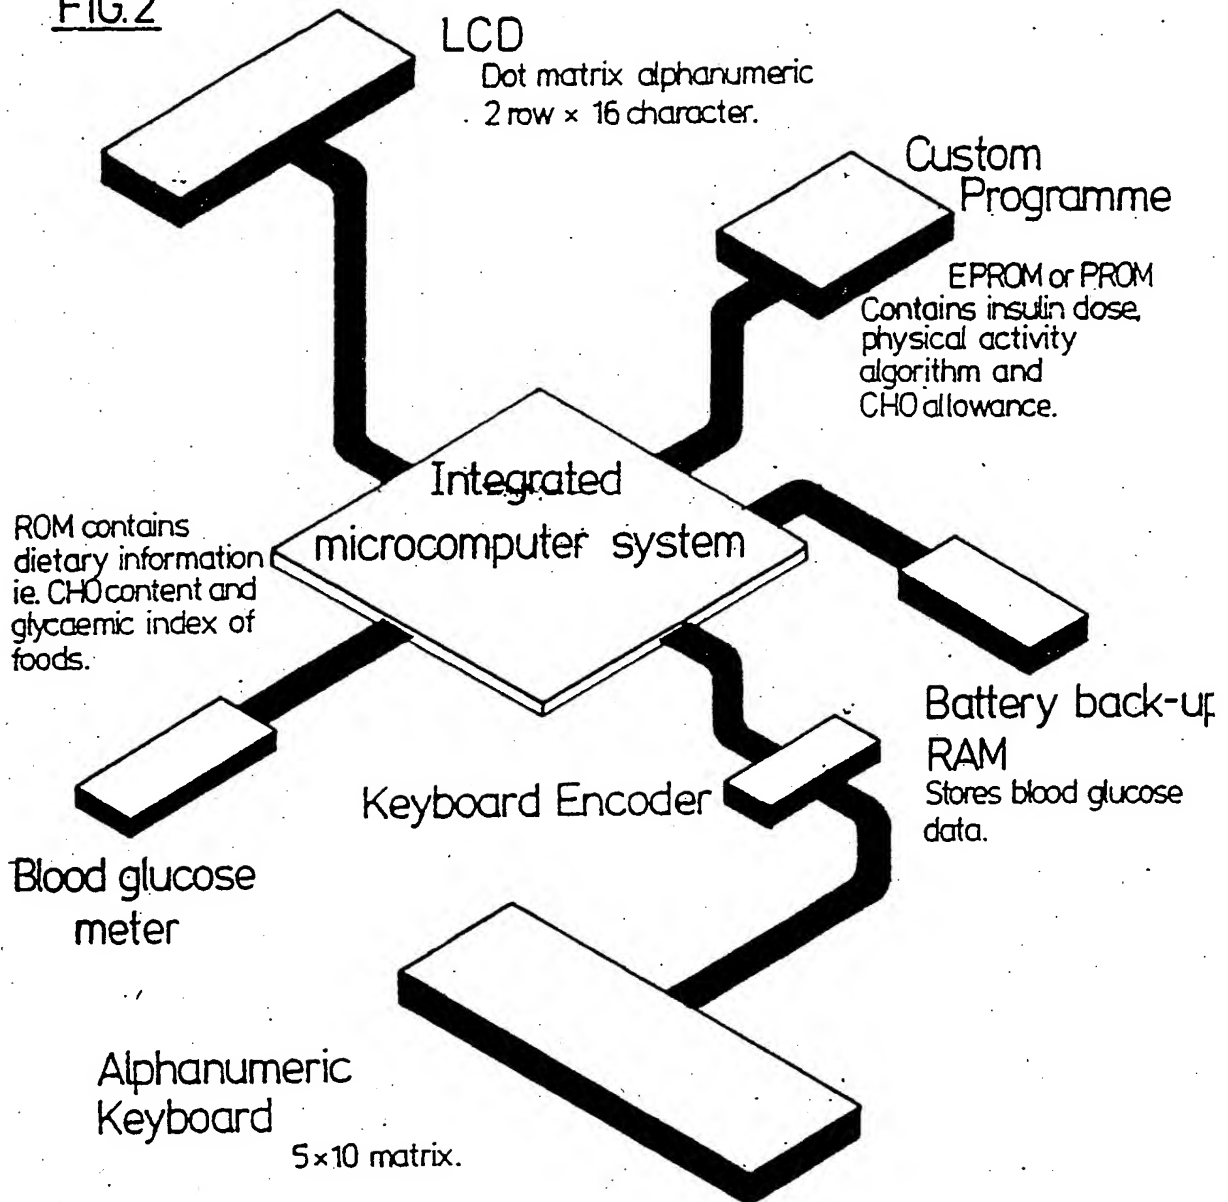 FIG.2
LCD
Dot matrix alphanumeric
2 row × 16 character.
Custom
Programme
EPROM or PROM
Contains insulin dose,
physical activity
algorithm and
CHO allowance.
Integrated
microcomputer system
ROM contains
dietary information
ie. CHO content and
glycaemic index of
foods.
Battery back-up
RAM
Stores blood glucose
data.
Keyboard Encoder
Blood glucose
meter
Alphanumeric
Keyboard
5×10 matrix.